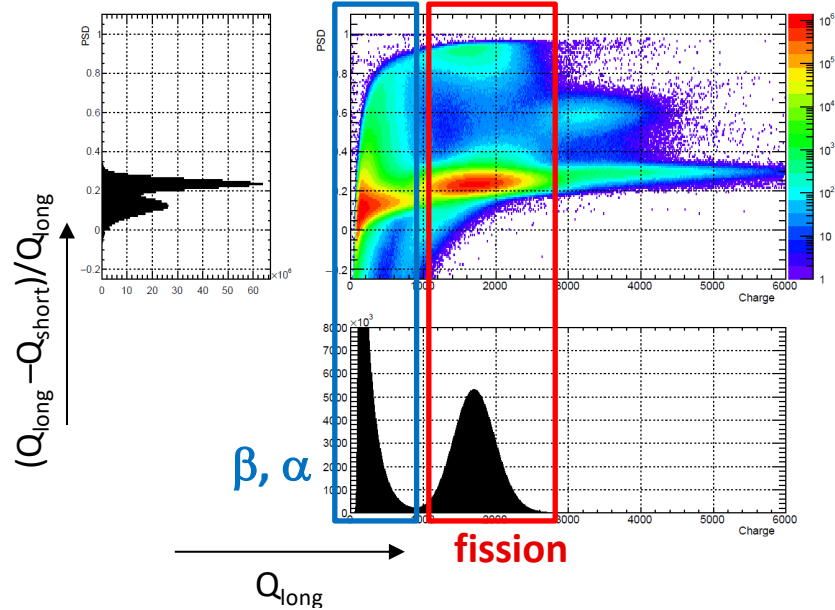 PSD
1
0.8
0.6
0.4
0.2
0
−0.2
0 10 20 30 40 50 60
×10⁶
PSD
1
0.8
0.6
0.4
0.2
0
−0.2
0 1000 2000 3000 4000 5000 6000
Charge
10⁶
10⁵
10⁴
10³
10²
10
1
×10³
8000
7000
6000
5000
4000
3000
2000
1000
0
0 1000 2000 3000 4000 5000 6000
Charge
(Q_long −Q_short)/Q_long
β, α
fission
Q_long